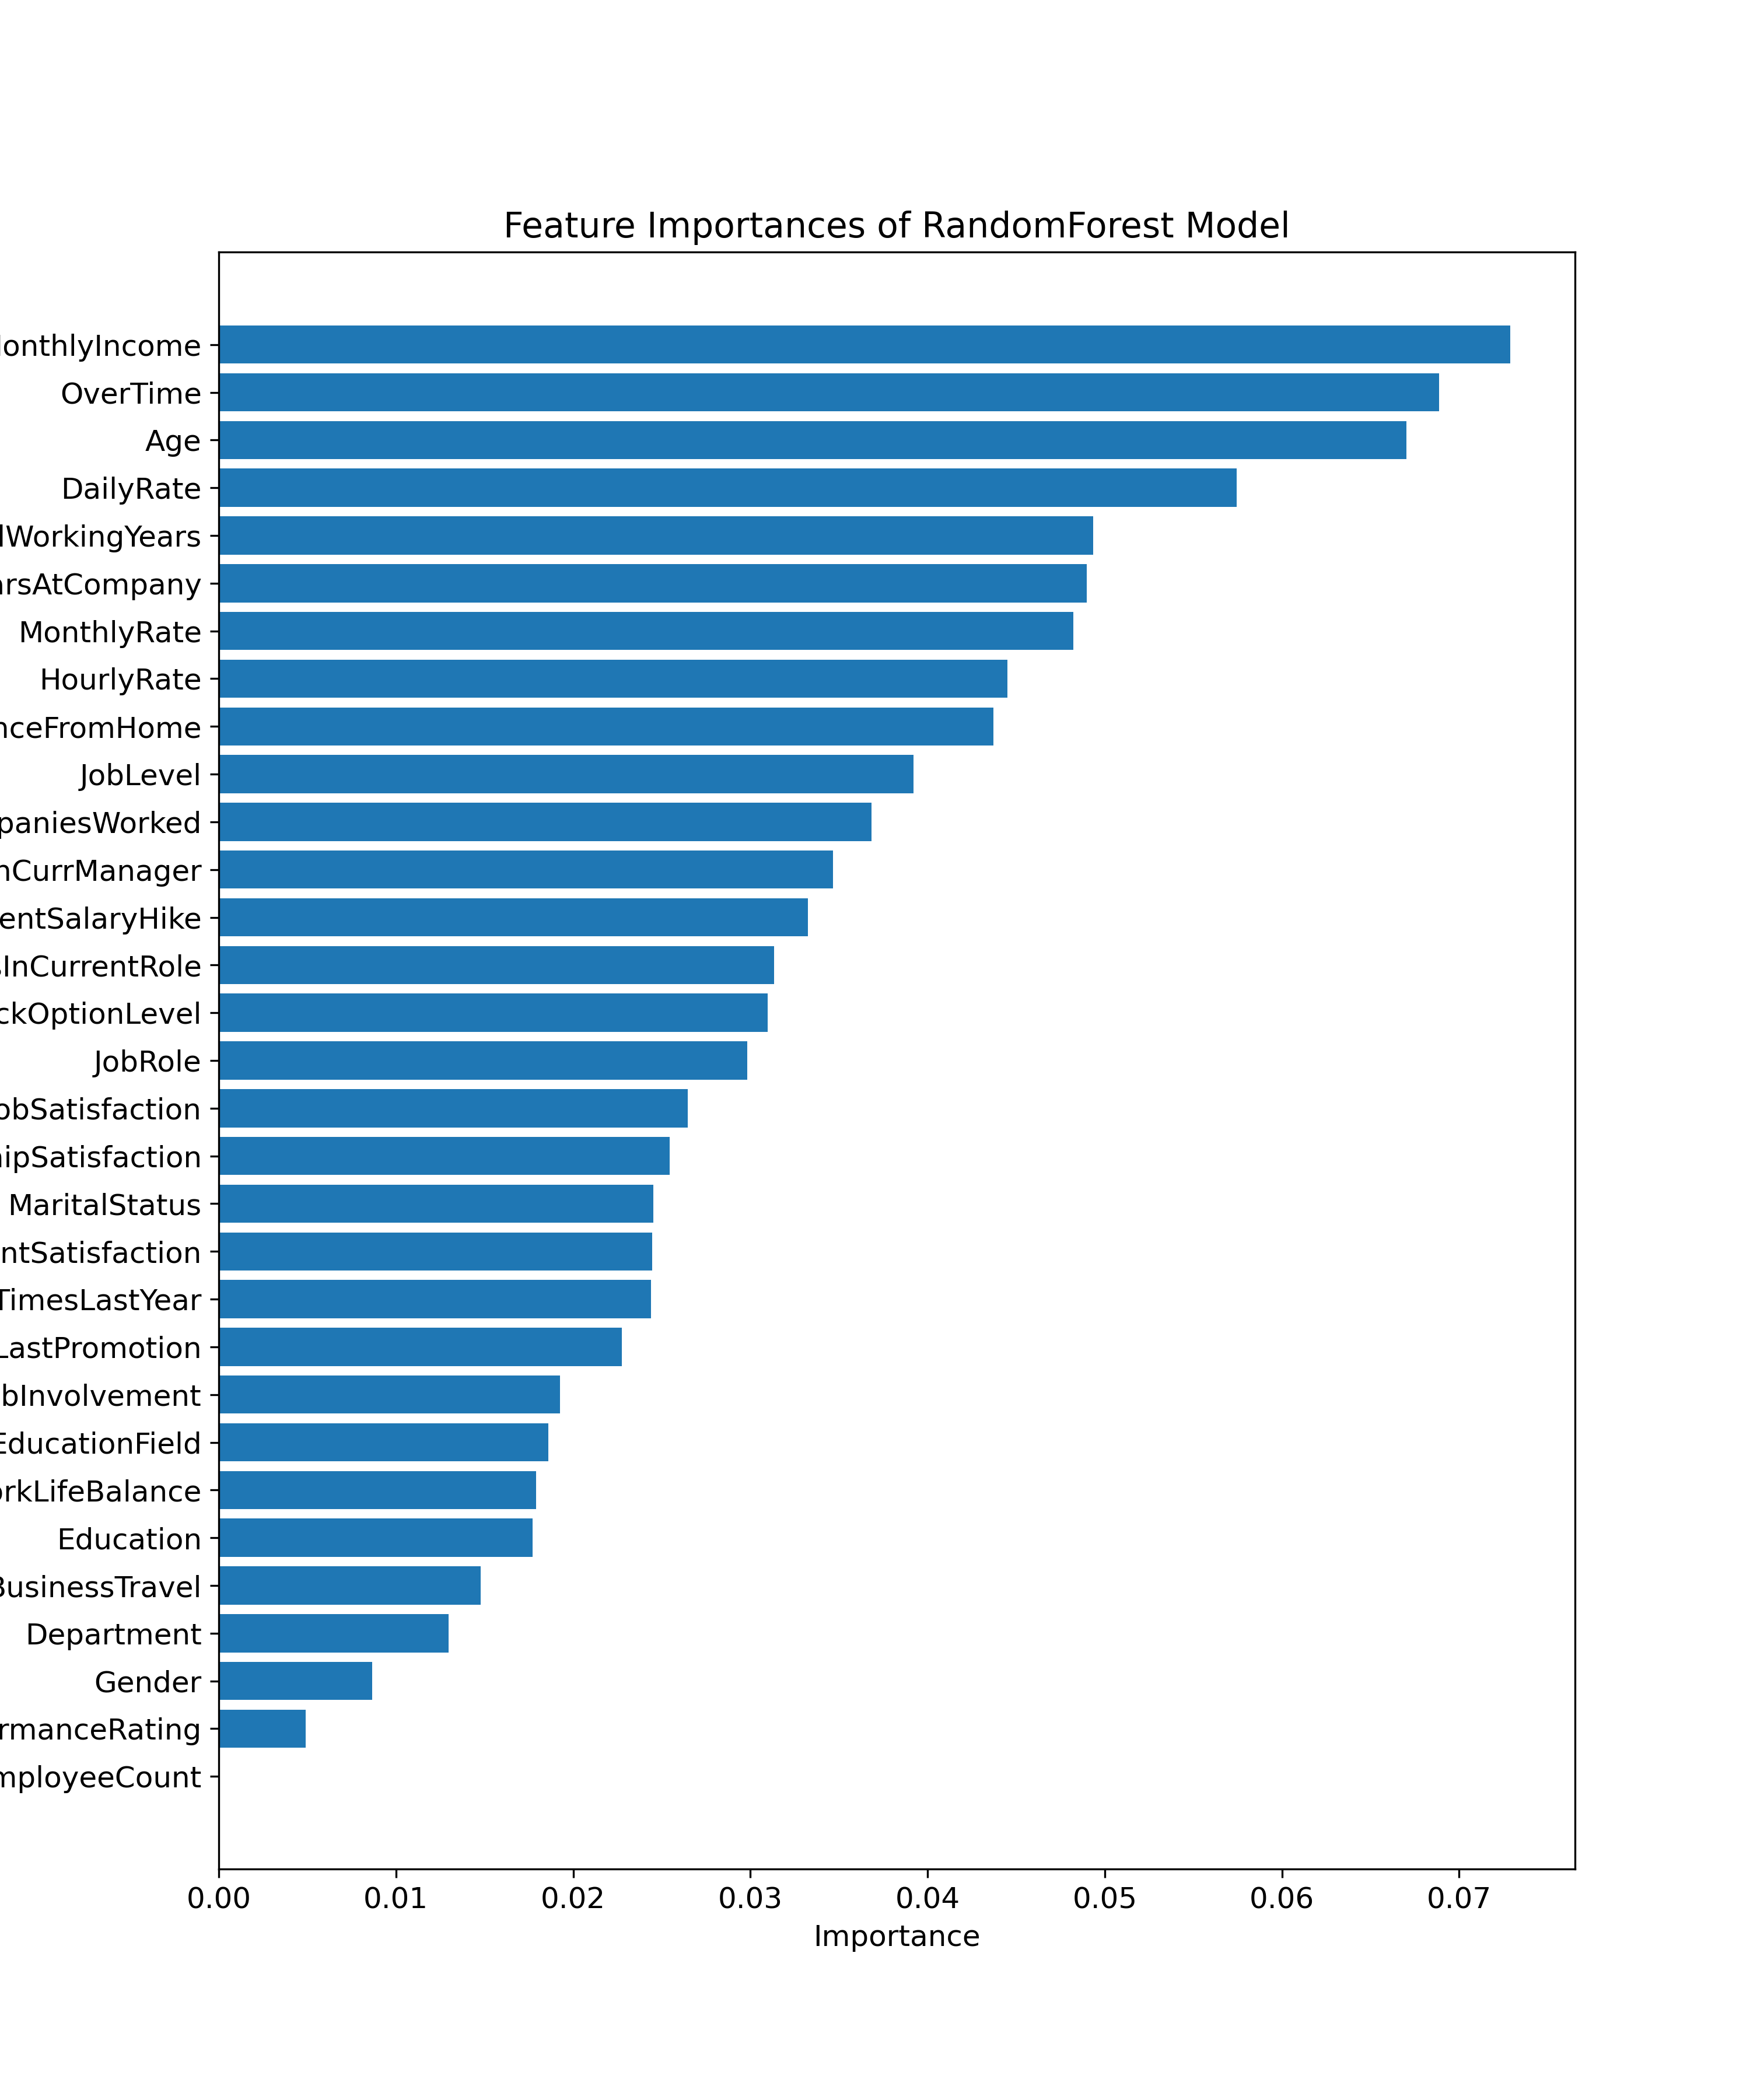 Feature Importances of RandomForest Model
onthlyIncome
OverTime
Age
DailyRate
lWorkingYears
rsAtCompany
MonthlyRate
HourlyRate
nceFromHome
JobLevel
paniesWorked
nCurrManager
entSalaryHike
InCurrentRole
ckOptionLevel
JobRole
obSatisfaction
ipSatisfaction
MaritalStatus
ntSatisfaction
TimesLastYear
LastPromotion
bInvolvement
EducationField
rkLifeBalance
Education
BusinessTravel
Department
Gender
rmanceRating
mployeeCount
0.00 0.01 0.02 0.03 0.04 0.05 0.06 0.07
Importance